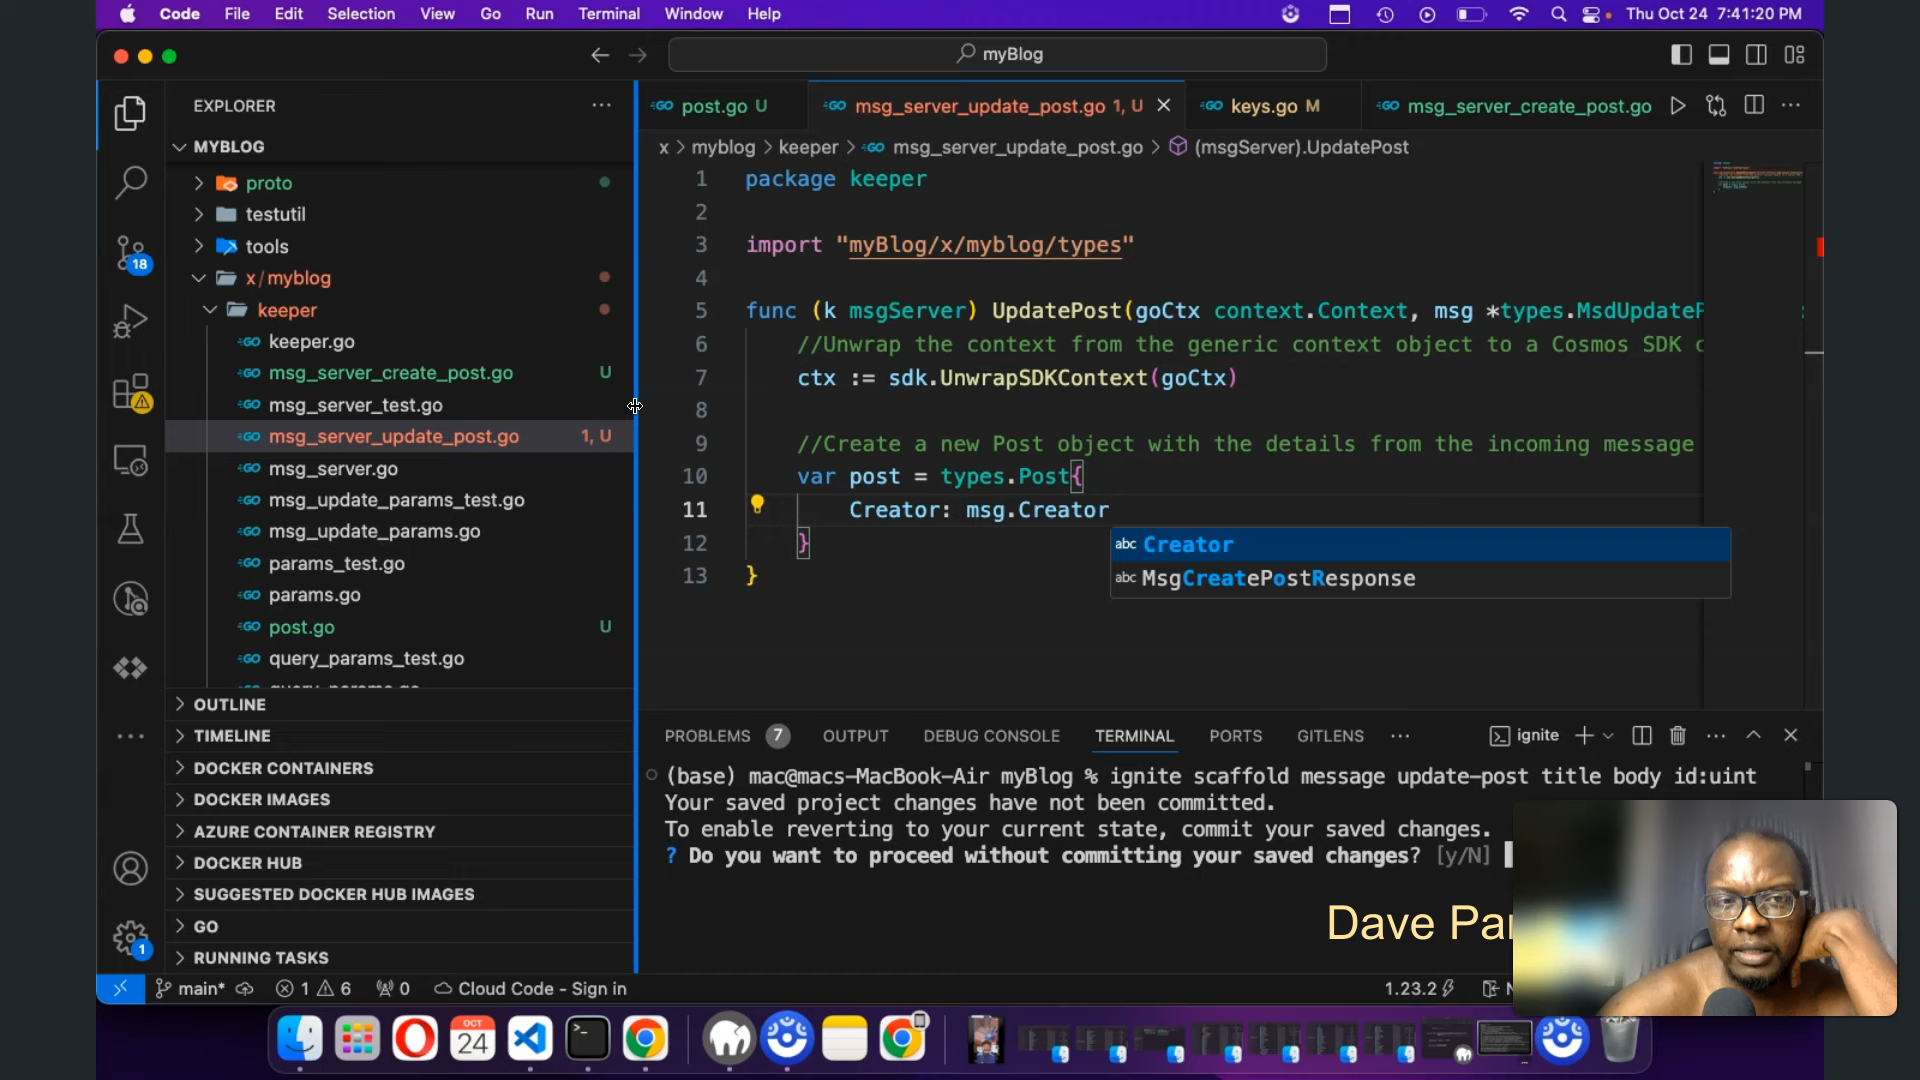 Code File Edit Selection View Go Run Terminal Window Help Thu Oct 24 7:41:20 PM
myBlog
EXPLORER
MYBLOG
proto
testutil
tools
x / myblog
keeper
keeper.go
msg_server_create_post.go U
msg_server_test.go
msg_server_update_post.go 1, U
msg_server.go
msg_update_params_test.go
msg_update_params.go
params_test.go
params.go
post.go U
query_params_test.go
OUTLINE
TIMELINE
DOCKER CONTAINERS
DOCKER IMAGES
AZURE CONTAINER REGISTRY
DOCKER HUB
SUGGESTED DOCKER HUB IMAGES
GO
RUNNING TASKS
18
1
post.go U msg_server_update_post.go 1, U keys.go M msg_server_create_post.go
x > myblog > keeper > msg_server_update_post.go > (msgServer).UpdatePost
1 package keeper
2
3 import "myBlog/x/myblog/types"
4
5 func (k msgServer) UpdatePost(goCtx context.Context, msg *types.MsdUpdateP
6 //Unwrap the context from the generic context object to a Cosmos SDK c
7 ctx := sdk.UnwrapSDKContext(goCtx)
8
9 //Create a new Post object with the details from the incoming message
10 var post = types.Post{
11 Creator: msg.Creator
12 }
13 }
abc Creator
abc MsgCreatePostResponse
PROBLEMS 7 OUTPUT DEBUG CONSOLE TERMINAL PORTS GITLENS ignite
(base) mac@macs-MacBook-Air myBlog % ignite scaffold message update-post title body id:uint
Your saved project changes have not been committed.
To enable reverting to your current state, commit your saved changes.
? Do you want to proceed without committing your saved changes? [y/N]
Dave Par
main* 1 6 0 Cloud Code - Sign in 1.23.2
OCT
24